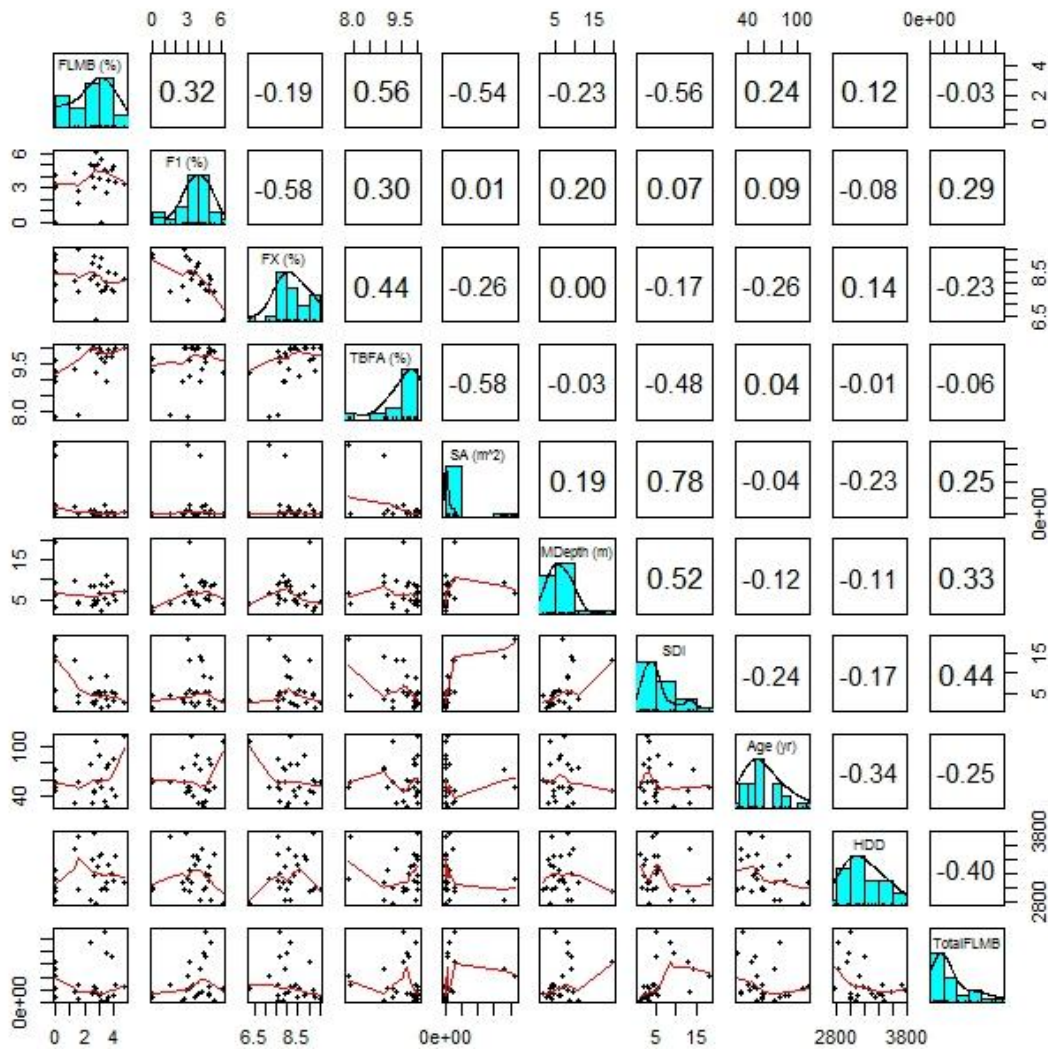 0 3 6 8.0 9.5 5 15 40 100 0e+00
FLMB (%) 0.32 -0.19 0.56 -0.54 -0.23 -0.56 0.24 0.12 -0.03 0 2 4
0 3 6 F1 (%) -0.58 0.30 0.01 0.20 0.07 0.09 -0.08 0.29
FX (%) 0.44 -0.26 0.00 -0.17 -0.26 0.14 -0.23 6.5 8.5
8.0 9.5 TBFA (%) -0.58 -0.03 -0.48 0.04 -0.01 -0.06
SA (m^2) 0.19 0.78 -0.04 -0.23 0.25 0e+00
5 15 MDepth (m) 0.52 -0.12 -0.11 0.33
SDI -0.24 -0.17 0.44 5 15
40 100 Age (yr) -0.34 -0.25
HDD -0.40 2800 3800
0e+00 TotalFLMB
0 2 4 6.5 8.5 0e+00 5 15 2800 3800